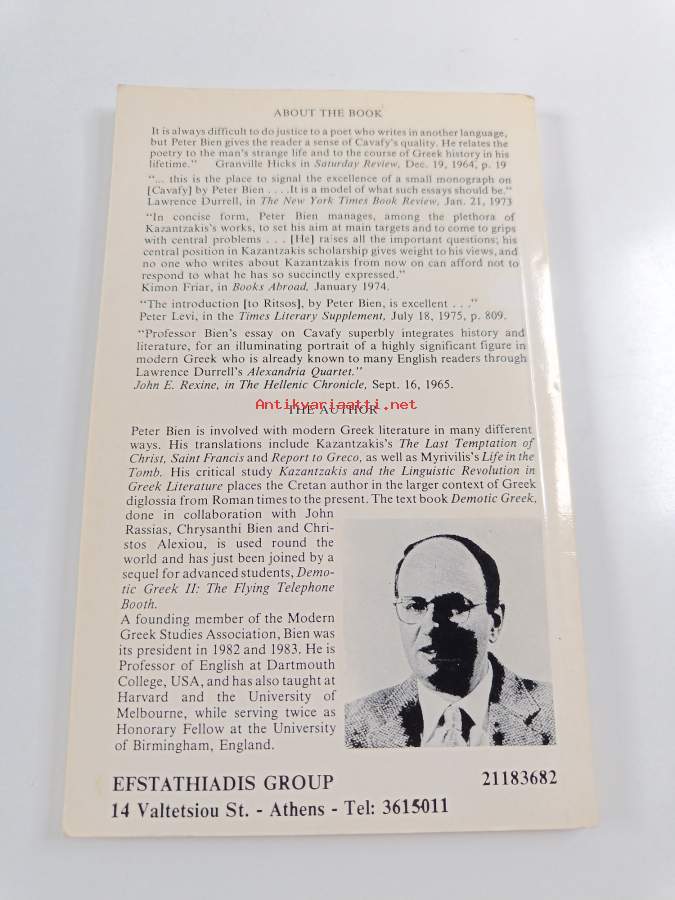 ABOUT THE BOOK
It is always difficult to do justice to a poet who writes in another language,
but Peter Bien gives the reader a sense of Cavafy's quality. He relates the
poetry to the man's strange life and to the course of Greek history in his
lifetime." Granville Hicks in Saturday Review, Dec. 19, 1964, p. 19
"... this is the place to signal the excellence of a small monograph on
[Cavafy] by Peter Bien . . . .It is a model of what such essays should be."
Lawrence Durrell, in The New York Times Book Review, Jan. 21, 1973
"In concise form, Peter Bien manages, among the plethora of
Kazantzakis's works, to set his aim at main targets and to come to grips
with central problems . . . [He] raises all the important questions; his
central position in Kazantzakis scholarship gives weight to his views, and
no one who writes about Kazantzakis from now on can afford not to
respond to what he has so succinctly expressed."
Kimon Friar, in Books Abroad, January 1974.
"The introduction [to Ritsos], by Peter Bien, is excellent . . ."
Peter Levi, in the Times Literary Supplement, July 18, 1975, p. 809.
"Professor Bien's essay on Cavafy superbly integrates history and
literature, for an illuminating portrait of a highly significant figure in
modern Greek who is already known to many English readers through
Lawrence Durrell's Alexandria Quartet."
John E. Rexine, in The Hellenic Chronicle, Sept. 16, 1965.
Antikvariaatti.net
THE AUTHOR
Peter Bien is involved with modern Greek literature in many different
ways. His translations include Kazantzakis's The Last Temptation of
Christ, Saint Francis and Report to Greco, as well as Myrivilis's Life in the
Tomb. His critical study Kazantzakis and the Linguistic Revolution in
Greek Literature places the Cretan author in the larger context of Greek
diglossia from Roman times to the present. The text book Demotic Greek,
done in collaboration with John
Rassias, Chrysanthi Bien and Chri-
stos Alexiou, is used round the
world and has just been joined by a
sequel for advanced students, Demo-
tic Greek II: The Flying Telephone
Booth.
A founding member of the Modern
Greek Studies Association, Bien was
its president in 1982 and 1983. He is
Professor of English at Dartmouth
College, USA, and has also taught at
Harvard and the University of
Melbourne, while serving twice as
Honorary Fellow at the University
of Birmingham, England.
EFSTATHIADIS GROUP 21183682
14 Valtetsiou St. - Athens - Tel: 3615011